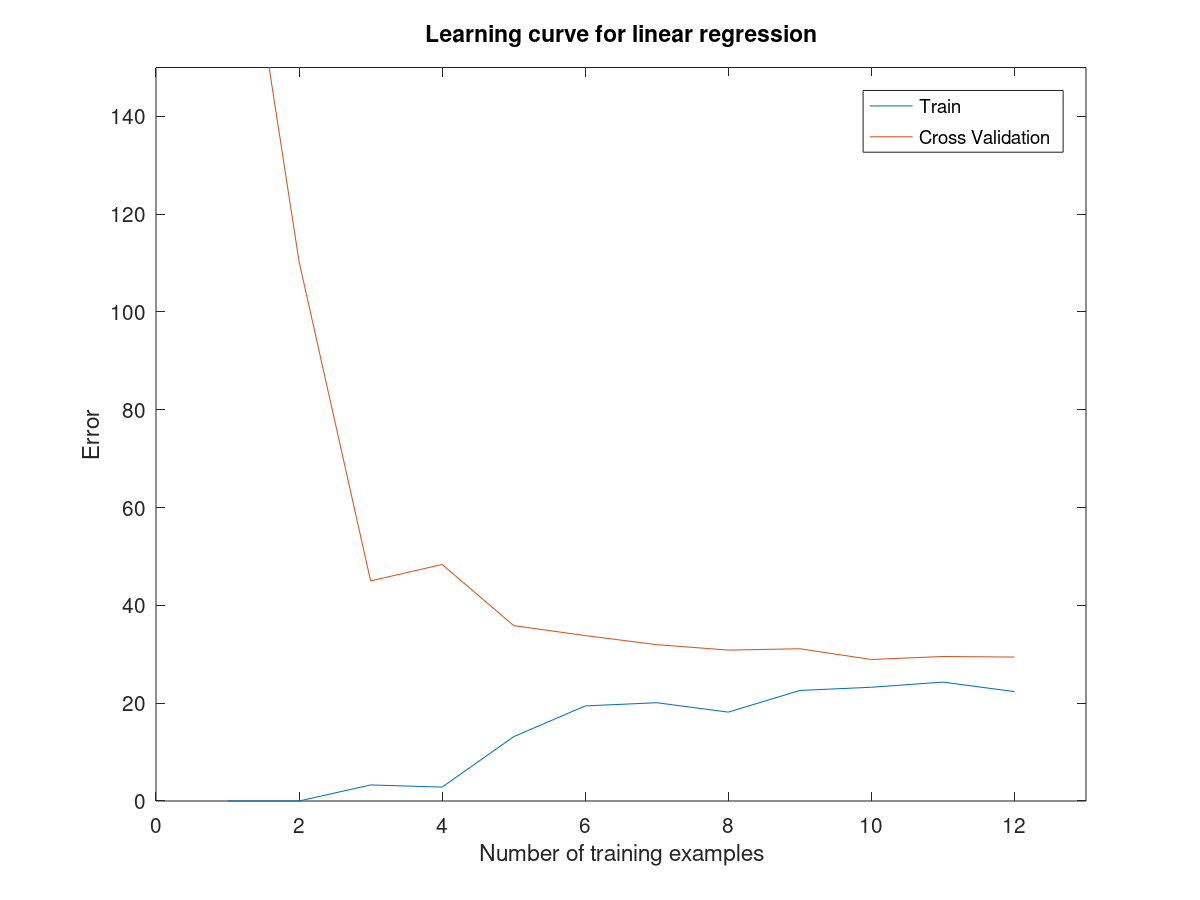 Learning curve for linear regression
Train
Cross Validation
140
120
100
80
60
40
20
0
Error
0 2 4 6 8 10 12
Number of training examples